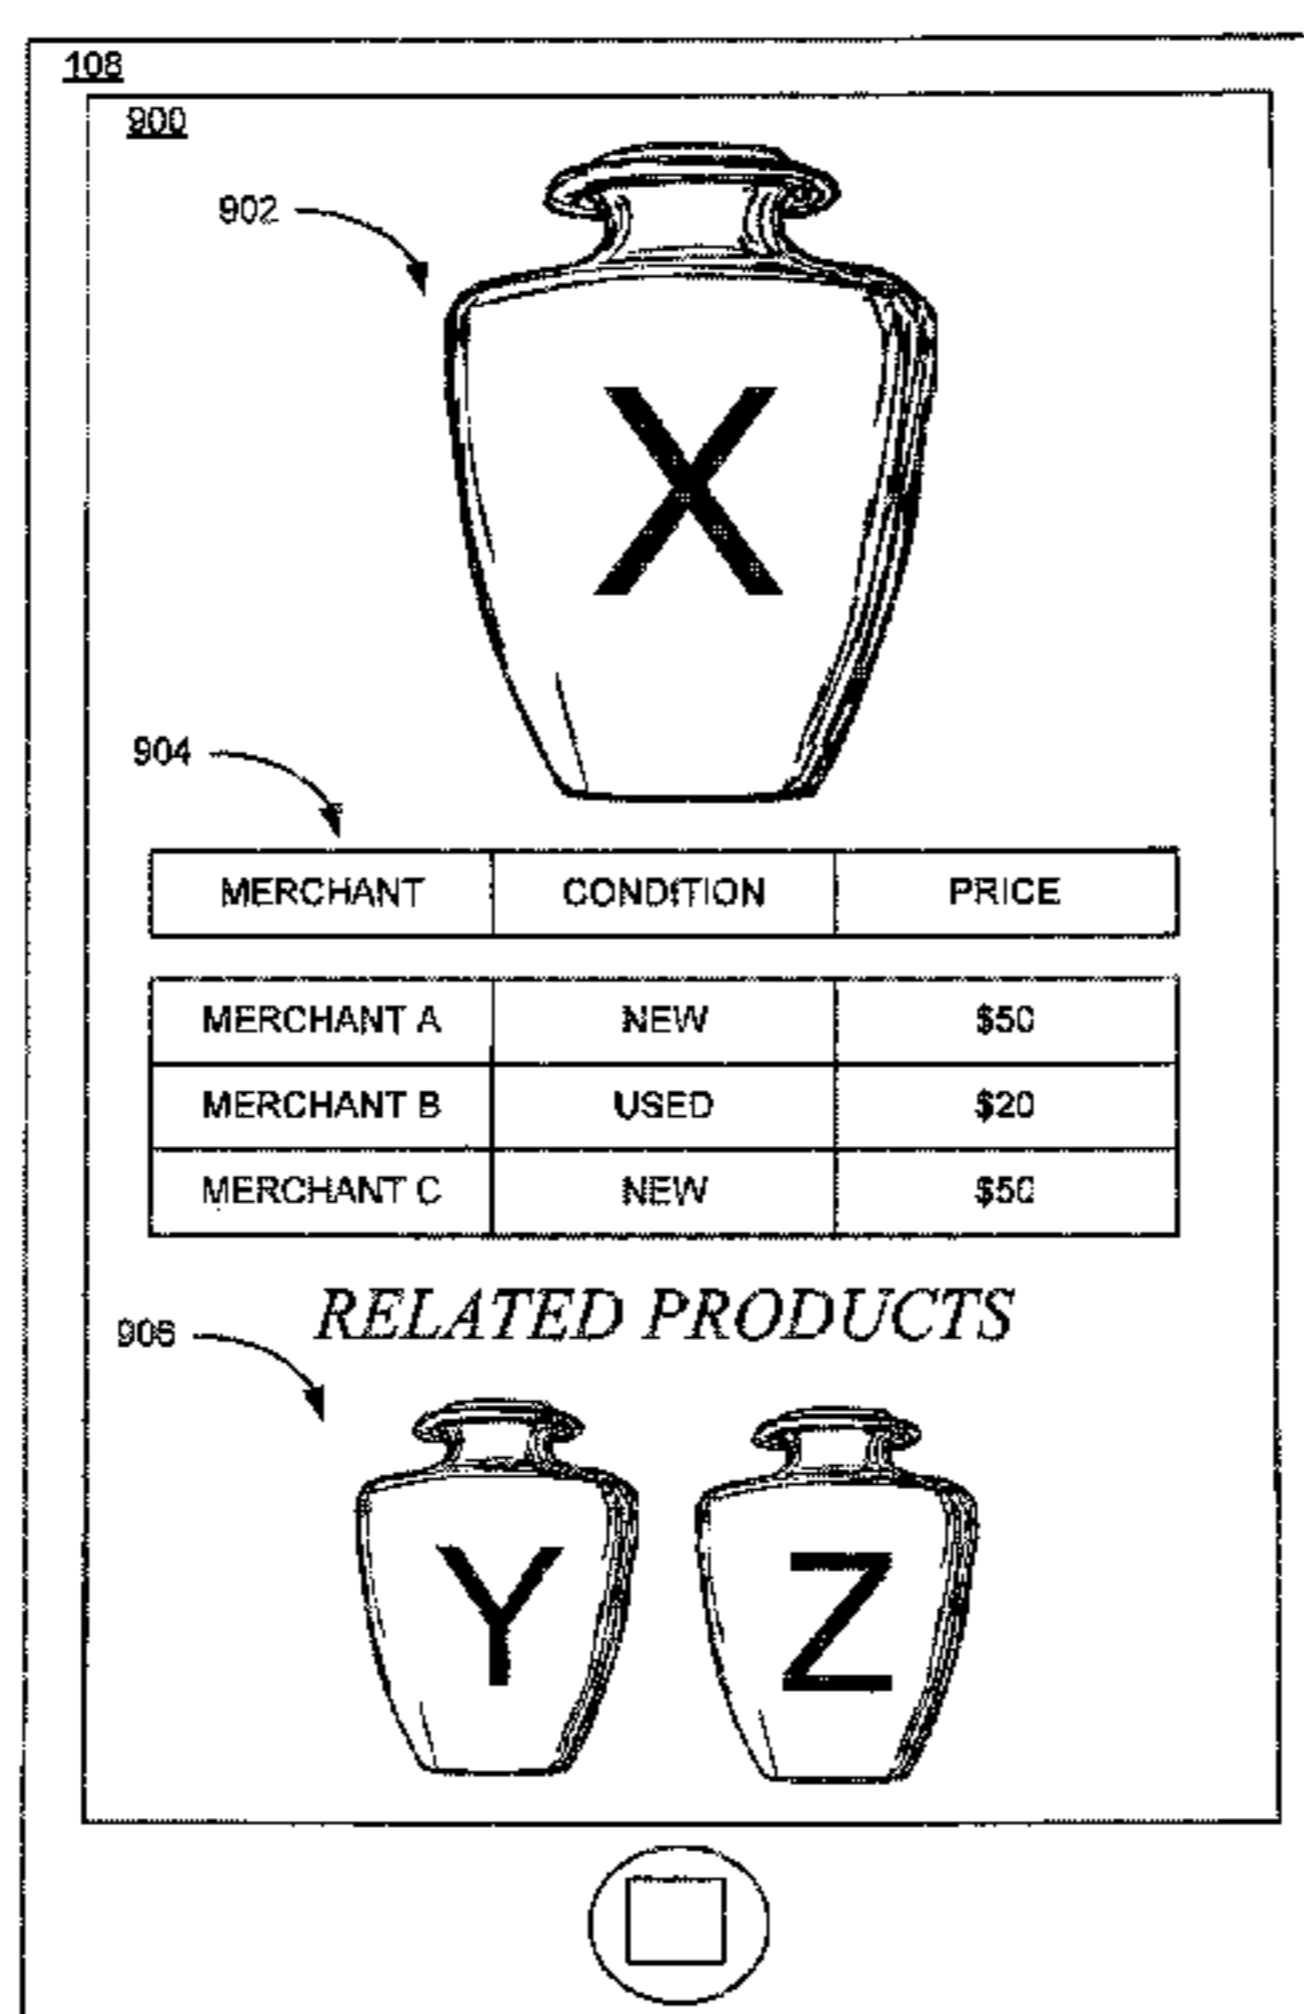 108
900
902
X
904
MERCHANT CONDITION PRICE
MERCHANT A NEW $50
MERCHANT B USED $20
MERCHANT C NEW $50
RELATED PRODUCTS
906
Y Z